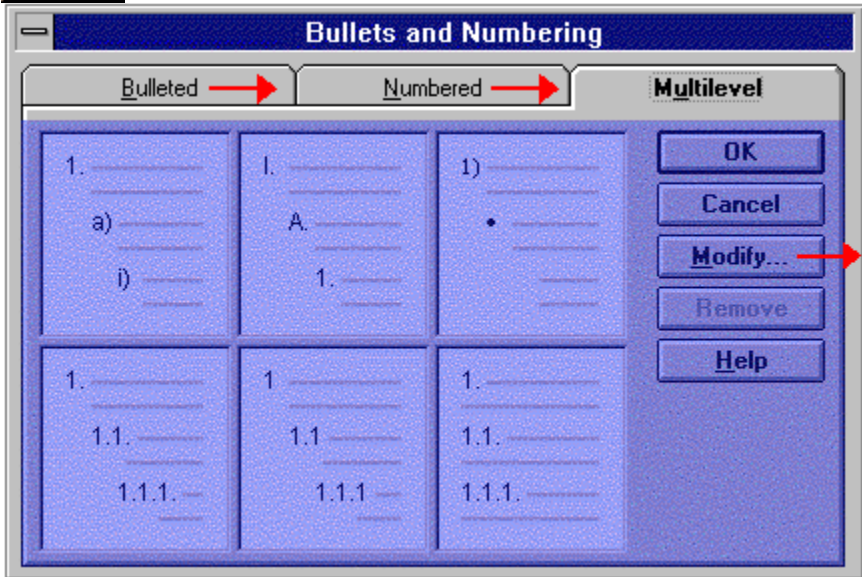 Bullets and Numbering
Bulleted Numbered Multilevel
1. I. 1)
a) A. •
i) 1.
1. 1 1.
1.1. 1.1 1.1.
1.1.1. 1.1.1 1.1.1.
OK
Cancel
Modify...
Remove
Help